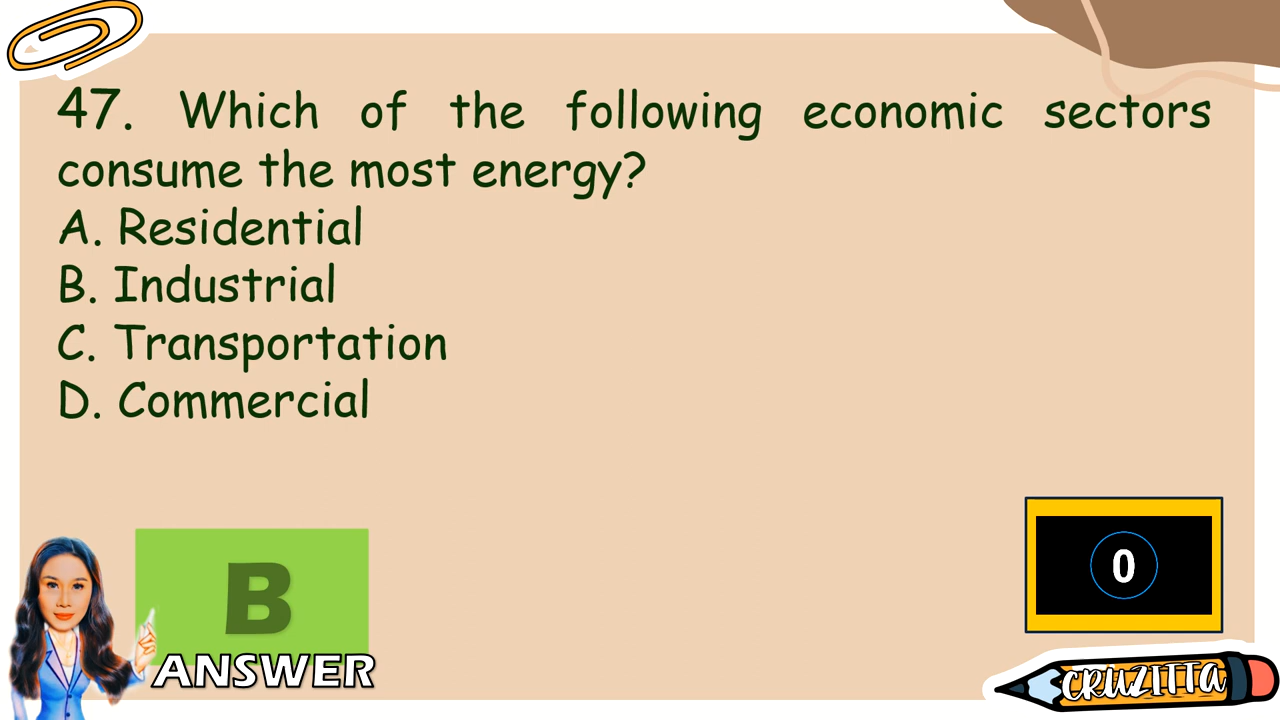 47. Which of the following economic sectors
consume the most energy?
A. Residential
B. Industrial
C. Transportation
D. Commercial
B
ANSWER
0
CRUZITTA